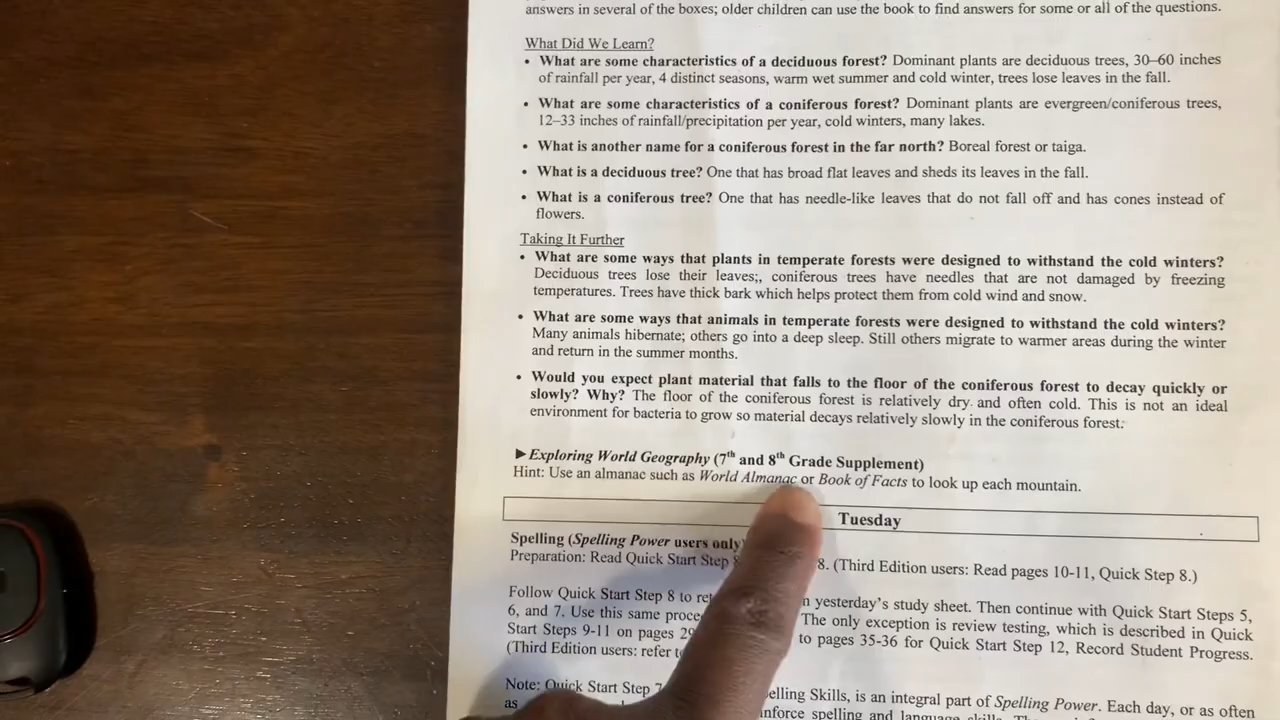 answers in several of the boxes; older children can use the book to find answers for some or all of the questions.
What Did We Learn?
• What are some characteristics of a deciduous forest? Dominant plants are deciduous trees, 30–60 inches
of rainfall per year, 4 distinct seasons, warm wet summer and cold winter, trees lose leaves in the fall.
• What are some characteristics of a coniferous forest? Dominant plants are evergreen/coniferous trees,
12–33 inches of rainfall/precipitation per year, cold winters, many lakes.
• What is another name for a coniferous forest in the far north? Boreal forest or taiga.
• What is a deciduous tree? One that has broad flat leaves and sheds its leaves in the fall.
• What is a coniferous tree? One that has needle-like leaves that do not fall off and has cones instead of
flowers.
Taking It Further
• What are some ways that plants in temperate forests were designed to withstand the cold winters?
Deciduous trees lose their leaves;, coniferous trees have needles that are not damaged by freezing
temperatures. Trees have thick bark which helps protect them from cold wind and snow.
• What are some ways that animals in temperate forests were designed to withstand the cold winters?
Many animals hibernate; others go into a deep sleep. Still others migrate to warmer areas during the winter
and return in the summer months.
• Would you expect plant material that falls to the floor of the coniferous forest to decay quickly or
slowly? Why? The floor of the coniferous forest is relatively dry and often cold. This is not an ideal
environment for bacteria to grow so material decays relatively slowly in the coniferous forest.
►Exploring World Geography (7th and 8th Grade Supplement)
Hint: Use an almanac such as World Almanac or Book of Facts to look up each mountain.
Tuesday
Spelling (Spelling Power users only)
Preparation: Read Quick Start Step 8 8. (Third Edition users: Read pages 10-11, Quick Step 8.)
Follow Quick Start Step 8 to yesterday's study sheet. Then continue with Quick Start Steps 5,
6, and 7. Use this same The only exception is review testing, which is described in Quick
Start Steps 9-11 on pages to pages 35-36 for Quick Start Step 12, Record Student Progress.
(Third Edition users: refer
Note: Quick Start Step 7 Skills, is an integral part of Spelling Power. Each day, or as often
as spelling and language